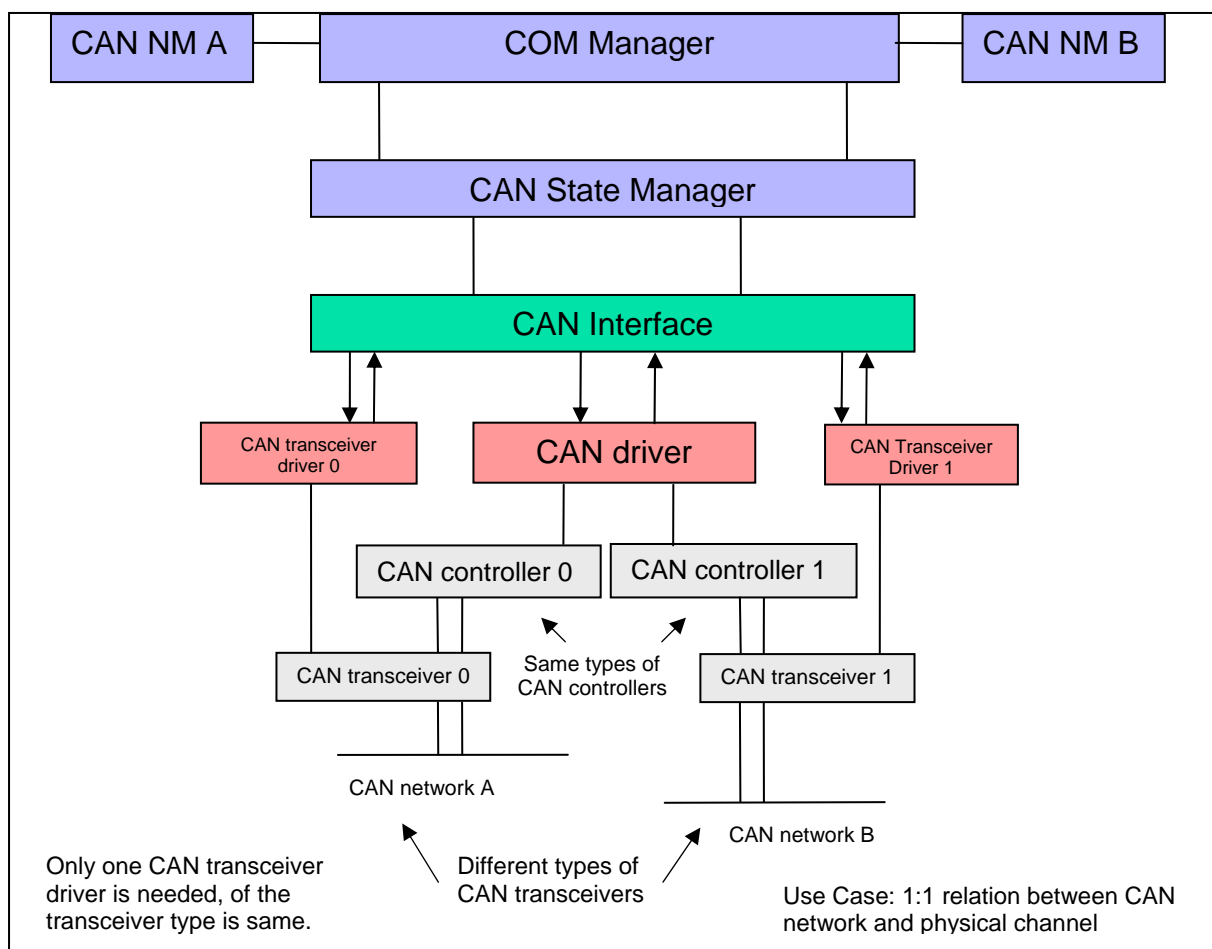 CAN NM A
COM Manager
CAN NM B
CAN State Manager
CAN Interface
CAN transceiver
driver 0
CAN driver
CAN Transceiver
Driver 1
CAN controller 0
CAN controller 1
Same types of
CAN controllers
CAN transceiver 0
CAN transceiver 1
CAN network A
CAN network B
Only one CAN transceiver
driver is needed, of the
transceiver type is same.
Different types of
CAN transceivers
Use Case: 1:1 relation between CAN
network and physical channel